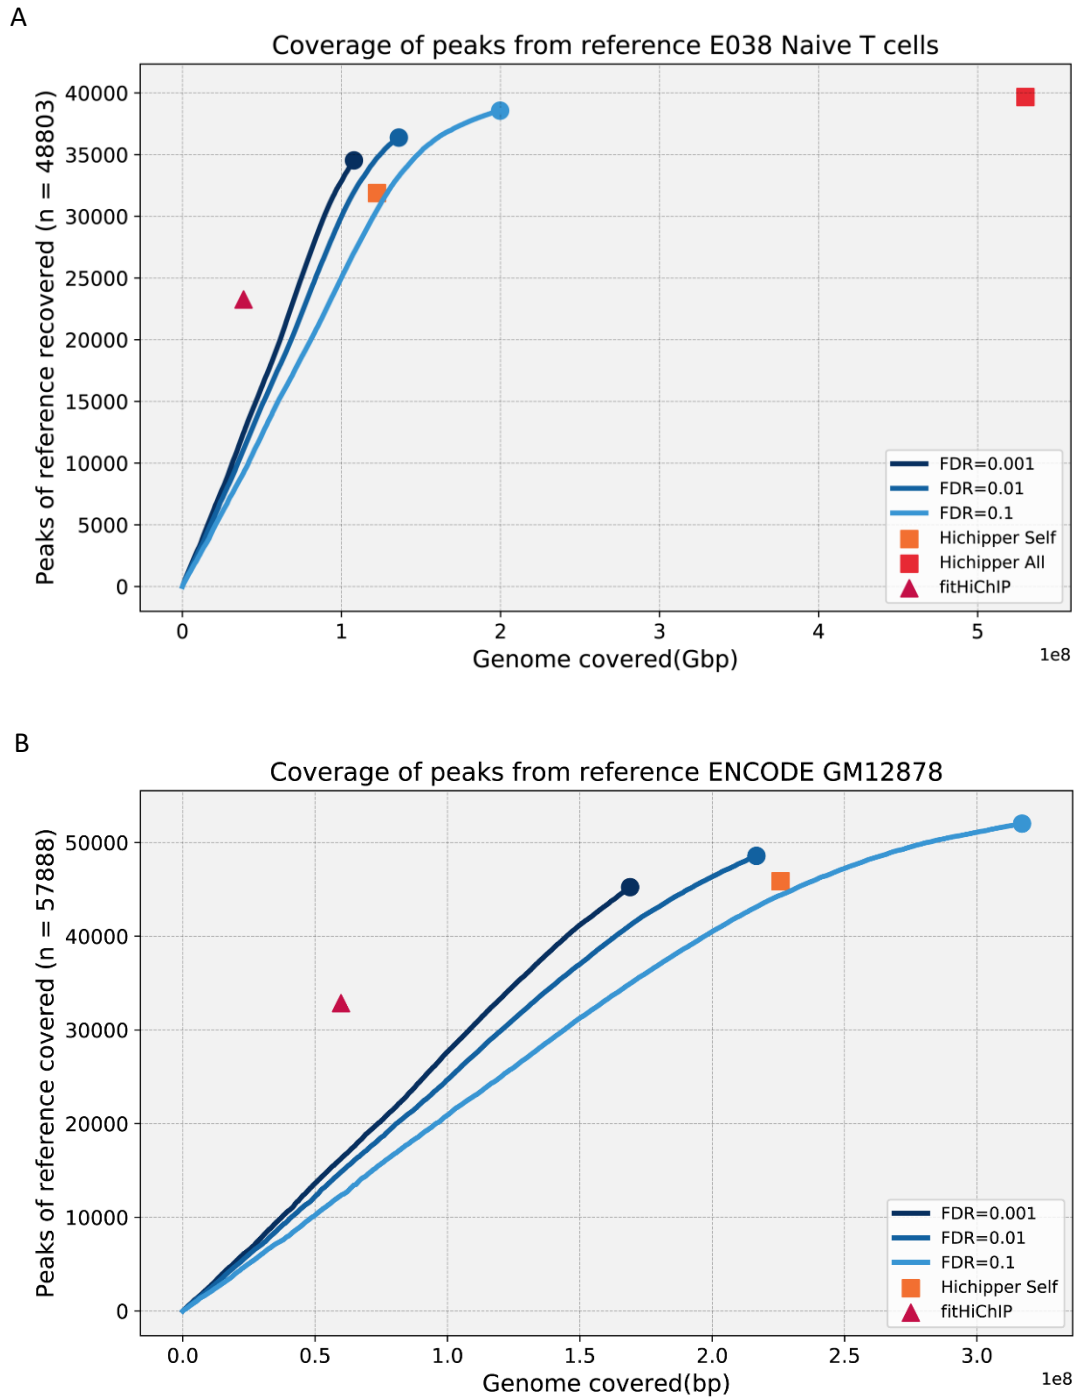 A
Coverage of peaks from reference E038 Naive T cells
Peaks of reference recovered (n = 48803)
40000
35000
30000
25000
20000
15000
10000
5000
0
FDR=0.001
FDR=0.01
FDR=0.1
Hichipper Self
Hichipper All
fitHiChIP
0 1 2 3 4 5
1e8
Genome covered(Gbp)
B
Coverage of peaks from reference ENCODE GM12878
Peaks of reference covered (n = 57888)
50000
40000
30000
20000
10000
0
FDR=0.001
FDR=0.01
FDR=0.1
Hichipper Self
fitHiChIP
0.0 0.5 1.0 1.5 2.0 2.5 3.0
1e8
Genome covered(bp)